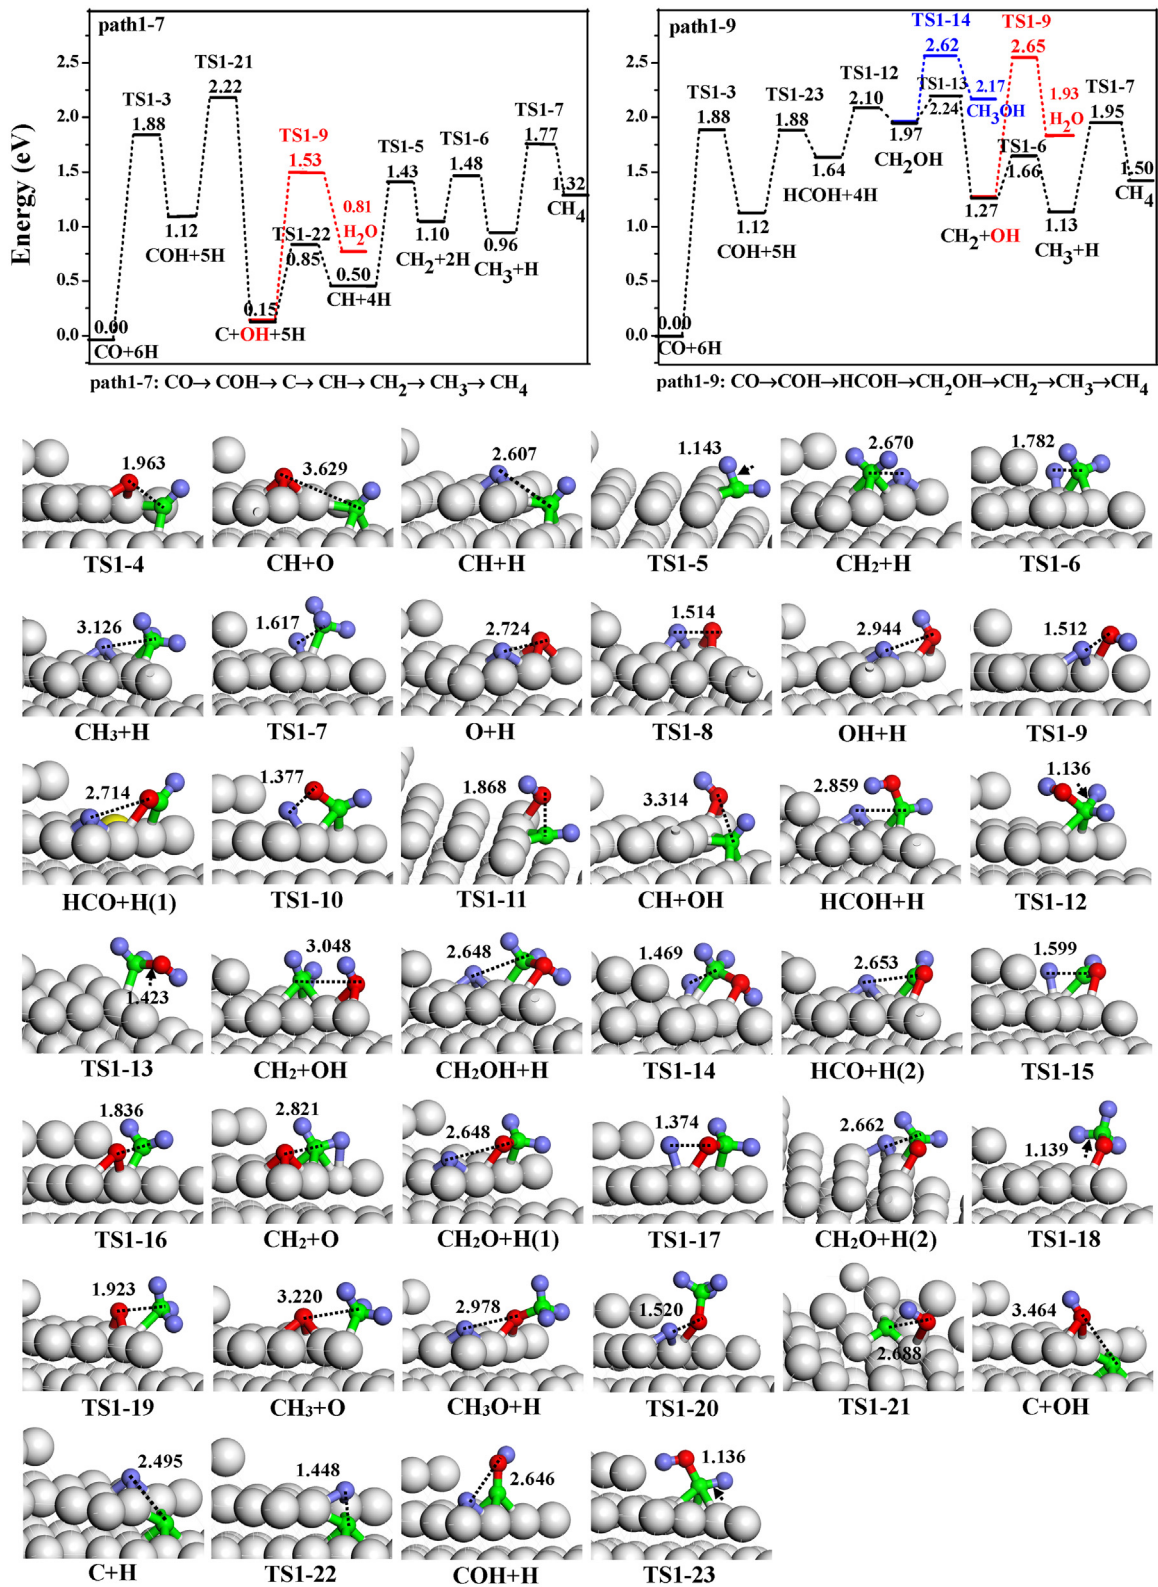 path1-7
Energy (eV)
2.5
2.0
1.5
1.0
0.5
0.0
TS1-21
2.22
TS1-3
1.88
TS1-7
1.77
TS1-9
1.53
TS1-5
1.43
TS1-6
1.48
1.32
CH₄
1.12
COH+5H
0.81
H₂O
TS1-22
0.85
1.10
CH₂+2H
0.96
CH₃+H
0.50
CH+4H
0.15
C+OH+5H
0.00
CO+6H
path1-7: CO→COH→C→CH→CH₂→CH₃→CH₄
path1-9
2.5
2.0
1.5
1.0
0.5
0.0
TS1-14
2.62
TS1-9
2.65
TS1-12
2.10
TS1-13
2.24
2.17
CH₃OH
1.93
H₂O
TS1-7
1.95
TS1-3
1.88
TS1-23
1.88
1.97
CH₂OH
1.64
HCOH+4H
TS1-6
1.66
1.50
CH₄
1.12
COH+5H
1.27
CH₂+OH
1.13
CH₃+H
0.00
CO+6H
path1-9: CO→COH→HCOH→CH₂OH→CH₂→CH₃→CH₄
1.963 3.629 2.607 1.143 2.670 1.782
TS1-4 CH+O CH+H TS1-5 CH₂+H TS1-6
3.126 1.617 2.724 1.514 2.944 1.512
CH₃+H TS1-7 O+H TS1-8 OH+H TS1-9
2.714 1.377 1.868 3.314 2.859 1.136
HCO+H(1) TS1-10 TS1-11 CH+OH HCOH+H TS1-12
1.423 3.048 2.648 1.469 2.653 1.599
TS1-13 CH₂+OH CH₂OH+H TS1-14 HCO+H(2) TS1-15
1.836 2.821 2.648 1.374 2.662 1.139
TS1-16 CH₂+O CH₂O+H(1) TS1-17 CH₂O+H(2) TS1-18
1.923 3.220 2.978 1.520 2.688 3.464
TS1-19 CH₃+O CH₃O+H TS1-20 TS1-21 C+OH
2.495 1.448 2.646 1.136
C+H TS1-22 COH+H TS1-23